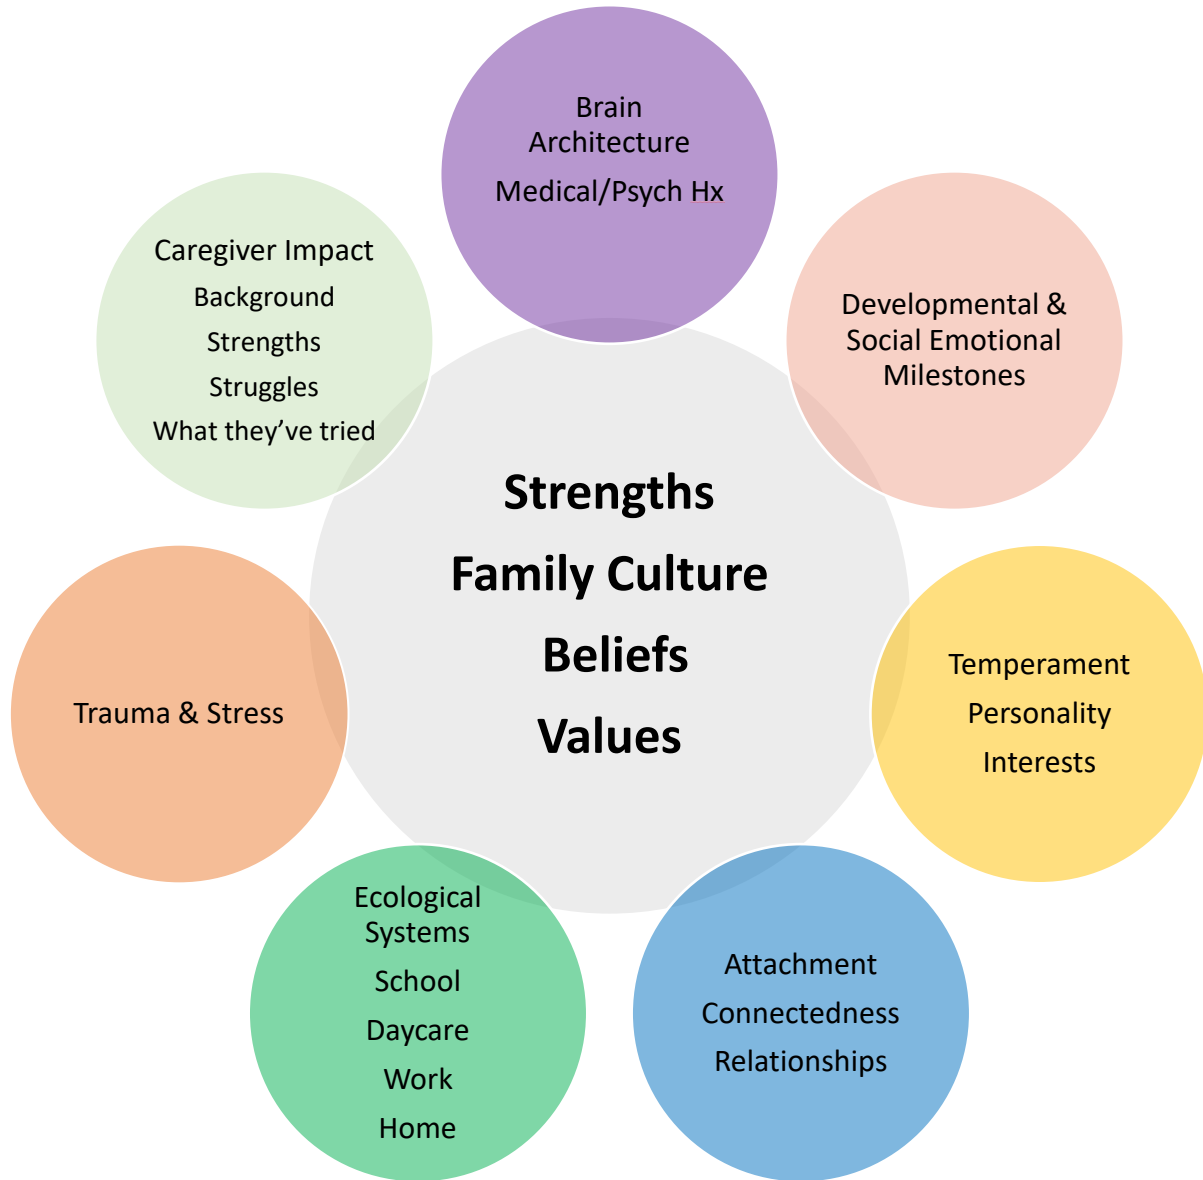 Brain
Architecture
Medical/Psych Hx
Developmental &
Social Emotional
Milestones
Temperament
Personality
Interests
Attachment
Connectedness
Relationships
Ecological
Systems
School
Daycare
Work
Home
Trauma & Stress
Caregiver Impact
Background
Strengths
Struggles
What they’ve tried
Strengths
Family Culture
Beliefs
Values